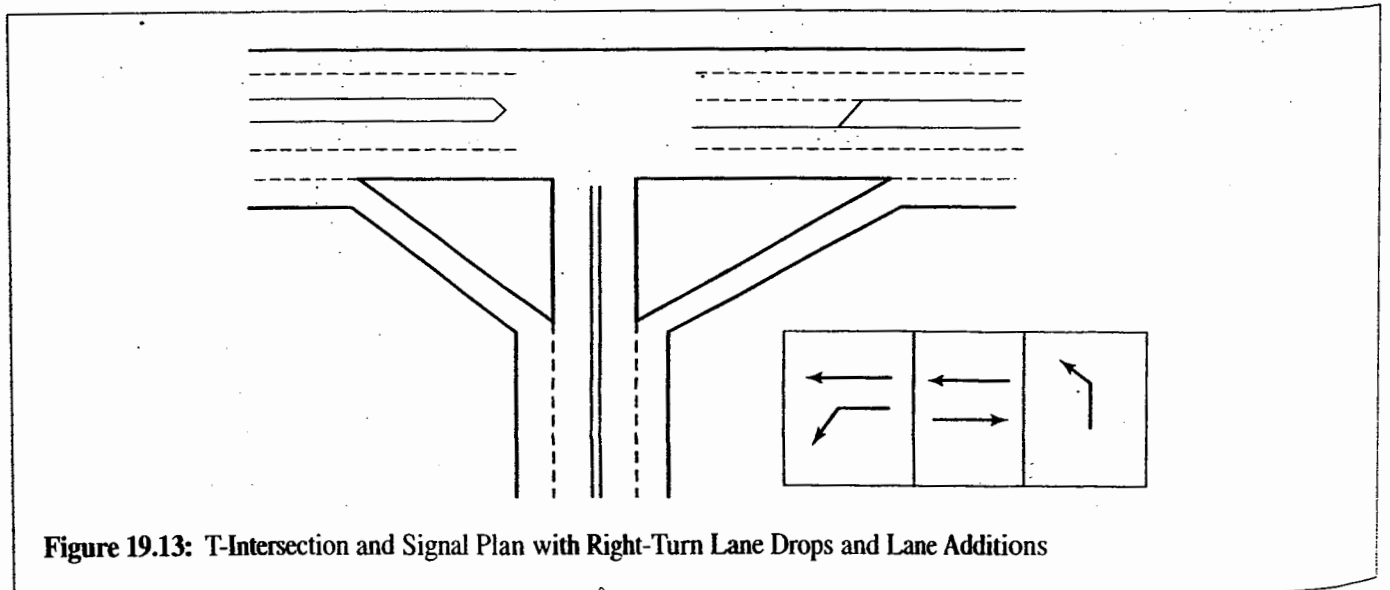 Figure 19.13: T-Intersection and Signal Plan with Right-Turn Lane Drops and Lane Additions